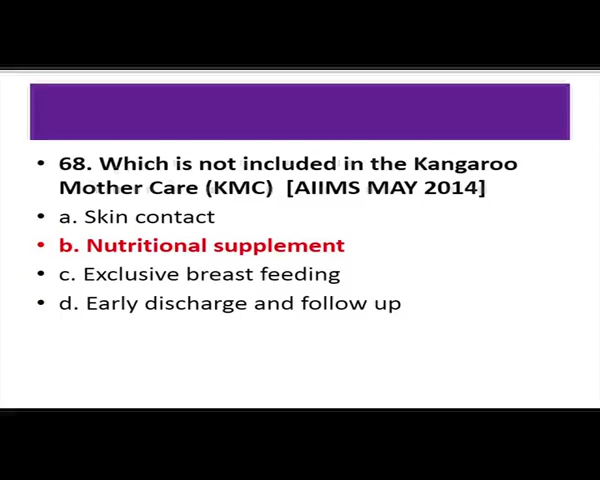 • 68. Which is not included in the Kangaroo
Mother Care (KMC) [AIIMS MAY 2014]
• a. Skin contact
• b. Nutritional supplement
• c. Exclusive breast feeding
• d. Early discharge and follow up